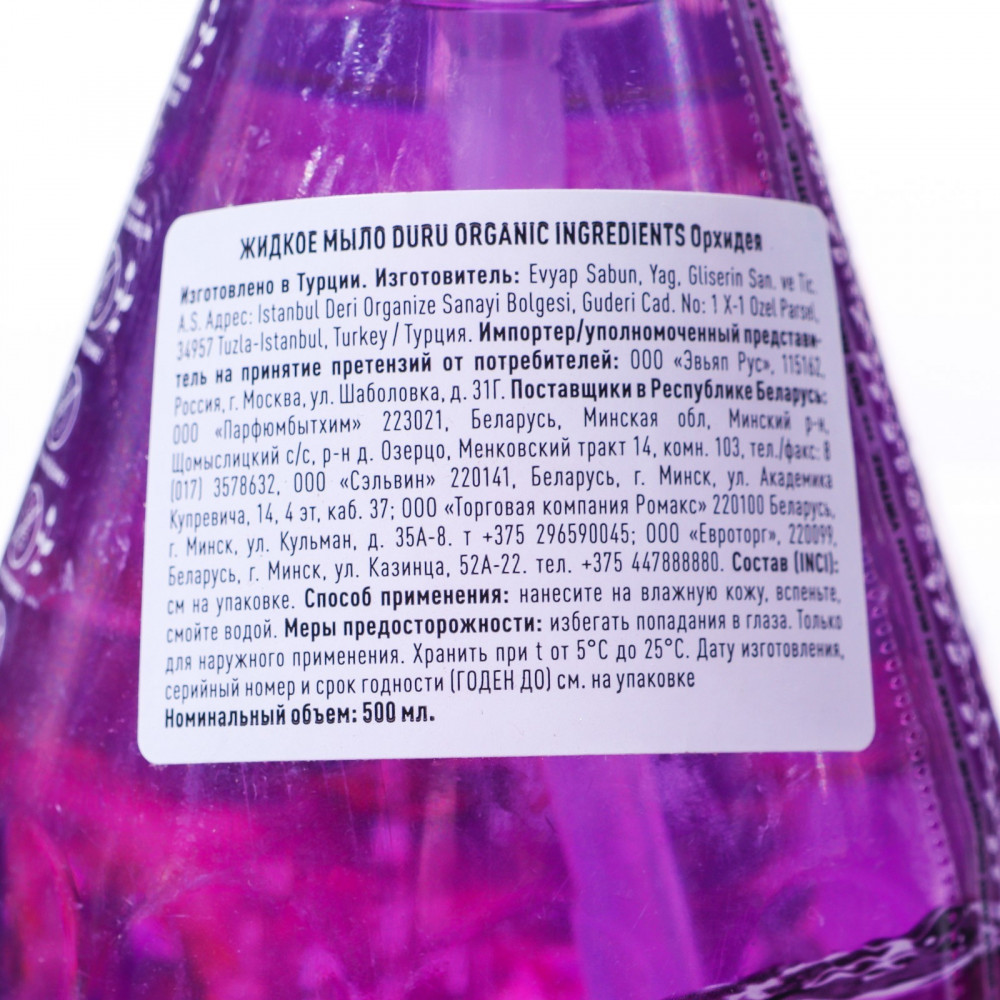 ЖИДКОЕ МЫЛО DURU ORGANIC INGREDIENTS Орхидея
Изготовлено в Турции. Изготовитель: Evyap Sabun, Yag, Gliserin San. ve Tic.
A.S. Адрес: Istanbul Deri Organize Sanayi Bolgesi, Guderi Cad. No: 1 X-1 Ozel Parsel,
34957 Tuzla-Istanbul, Turkey / Турция. Импортер/уполномоченный представи-
тель на принятие претензий от потребителей: ООО «Эвьяп Рус», 115162,
Россия, г. Москва, ул. Шаболовка, д. 31Г. Поставщики в Республике Беларусь:
ООО «Парфюмбытхим» 223021, Беларусь, Минская обл, Минский р-н,
Щомыслицкий с/с, р-н д. Озерцо, Менковский тракт 14, комн. 103, тел./факс: 8
(017) 3578632, ООО «Сэльвин» 220141, Беларусь, г. Минск, ул. Академика
Купревича, 14, 4 эт, каб. 37; ООО «Торговая компания Ромакс» 220100 Беларусь,
г. Минск, ул. Кульман, д. 35А-8. т +375 296590045; ООО «Евроторг», 220099,
Беларусь, г. Минск, ул. Казинца, 52А-22. тел. +375 447888880. Состав (INCI):
см на упаковке. Способ применения: нанесите на влажную кожу, вспеньте,
смойте водой. Меры предосторожности: избегать попадания в глаза. Только
для наружного применения. Хранить при t от 5°C до 25°C. Дату изготовления,
серийный номер и срок годности (ГОДЕН ДО) см. на упаковке
Номинальный объем: 500 мл.